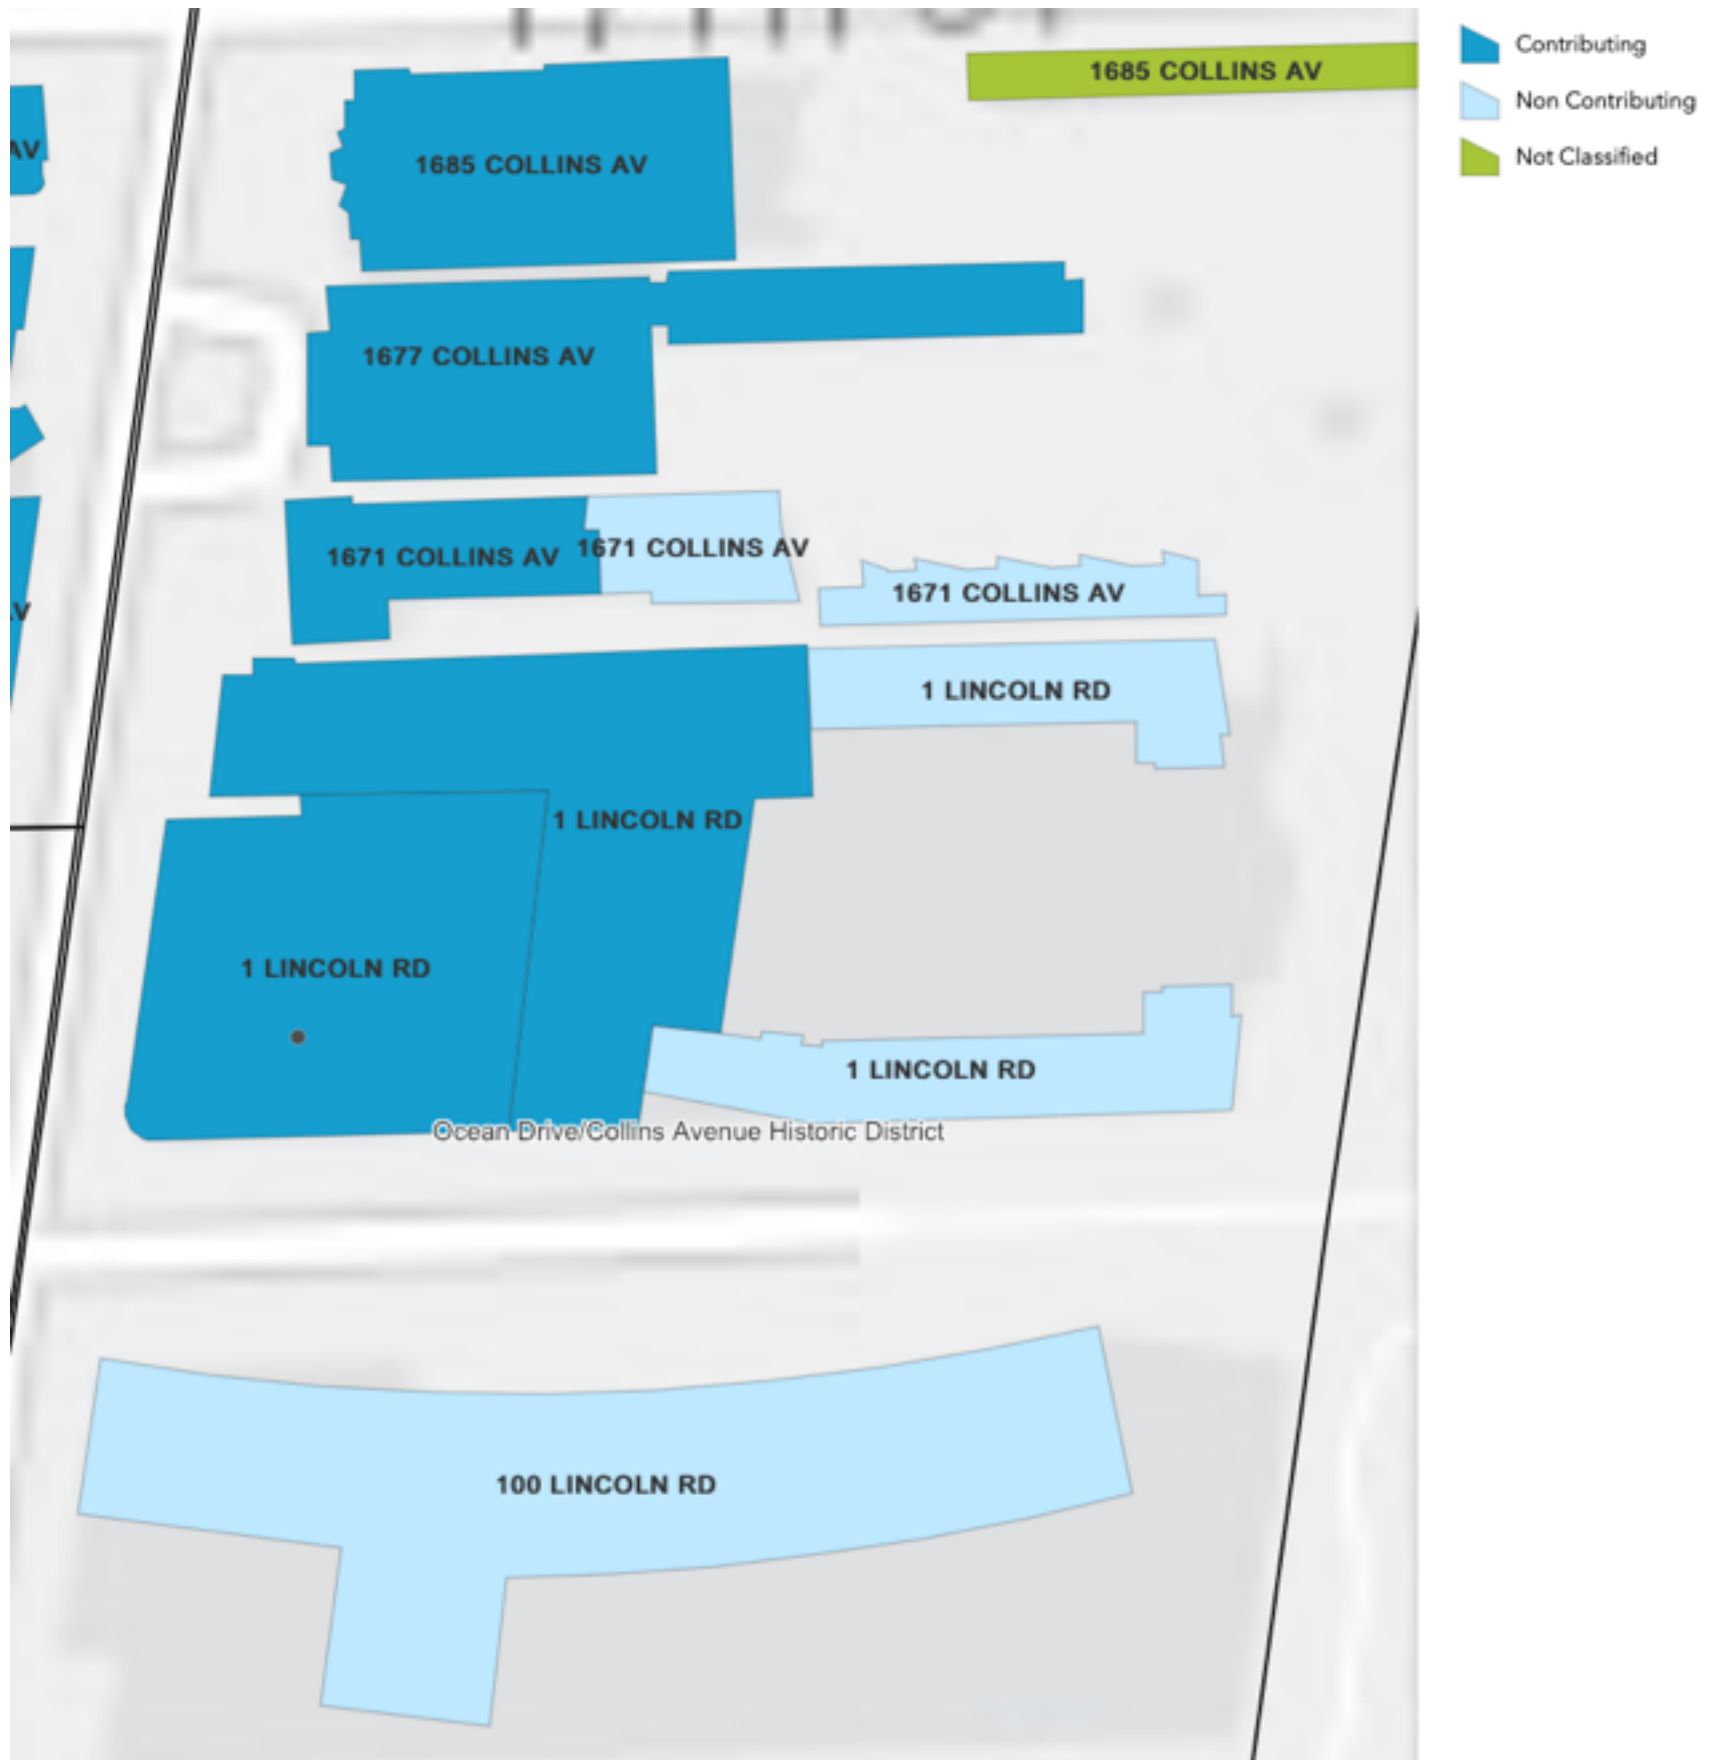 Contributing
1685 COLLINS AV
Non Contributing
AV
1685 COLLINS AV
Not Classified
1677 COLLINS AV
1671 COLLINS AV
1671 COLLINS AV
1671 COLLINS AV
1 LINCOLN RD
1 LINCOLN RD
1 LINCOLN RD
1 LINCOLN RD
Ocean Drive/Collins Avenue Historic District
100 LINCOLN RD